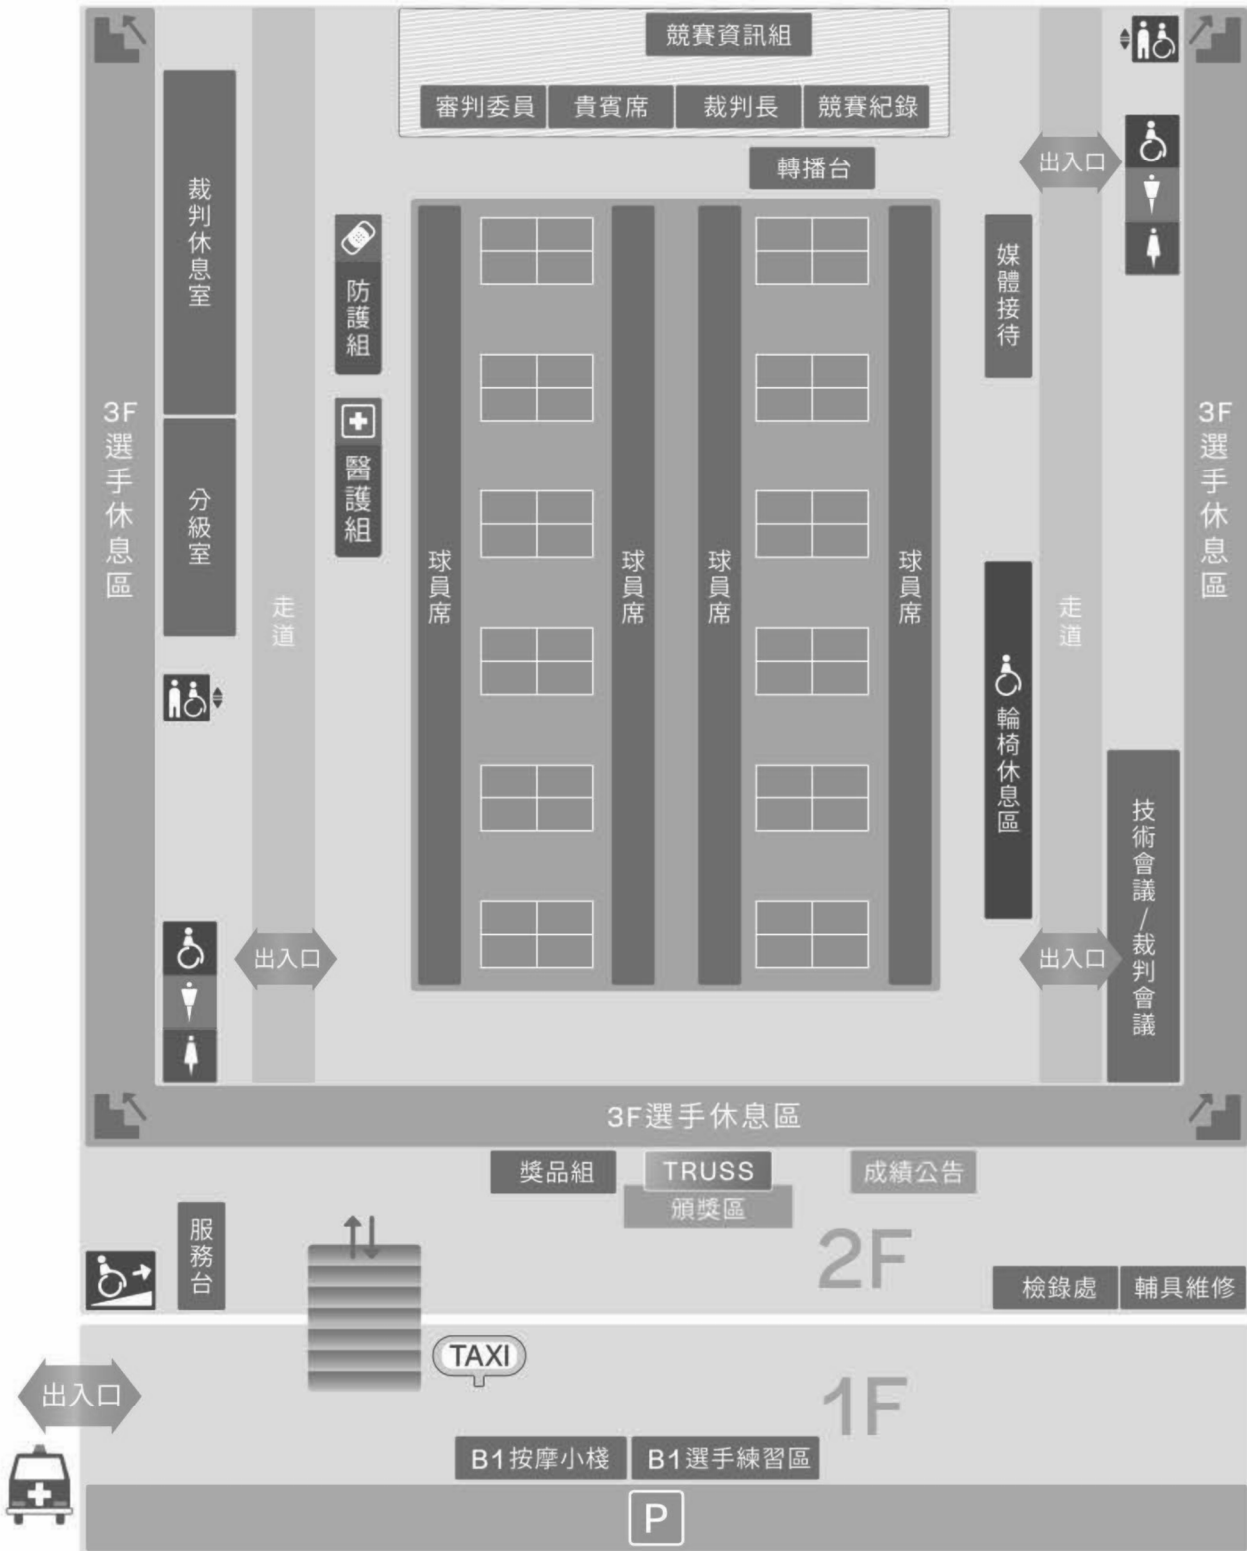 競賽資訊組
審判委員
貴賓席
裁判長
競賽紀錄
轉播台
出入口
裁判休息室
防護組
媒體接待
3F選手休息區
分級室
醫護組
3F選手休息區
球員席
球員席
球員席
球員席
走道
走道
輪椅休息區
技術會議/裁判會議
出入口
出入口
3F選手休息區
獎品組
TRUSS
成績公告
頒獎區
服務台
2F
檢錄處
輔具維修
TAXI
出入口
1F
B1按摩小棧
B1選手練習區
P